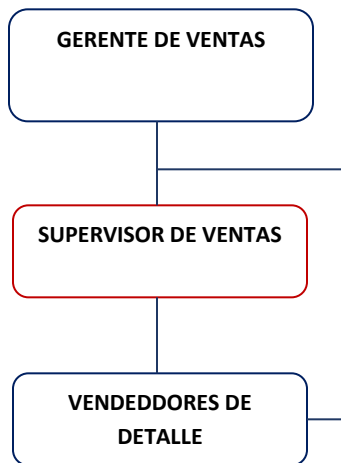 GERENTE DE VENTAS
SUPERVISOR DE VENTAS
VENDEDDORES DE
DETALLE